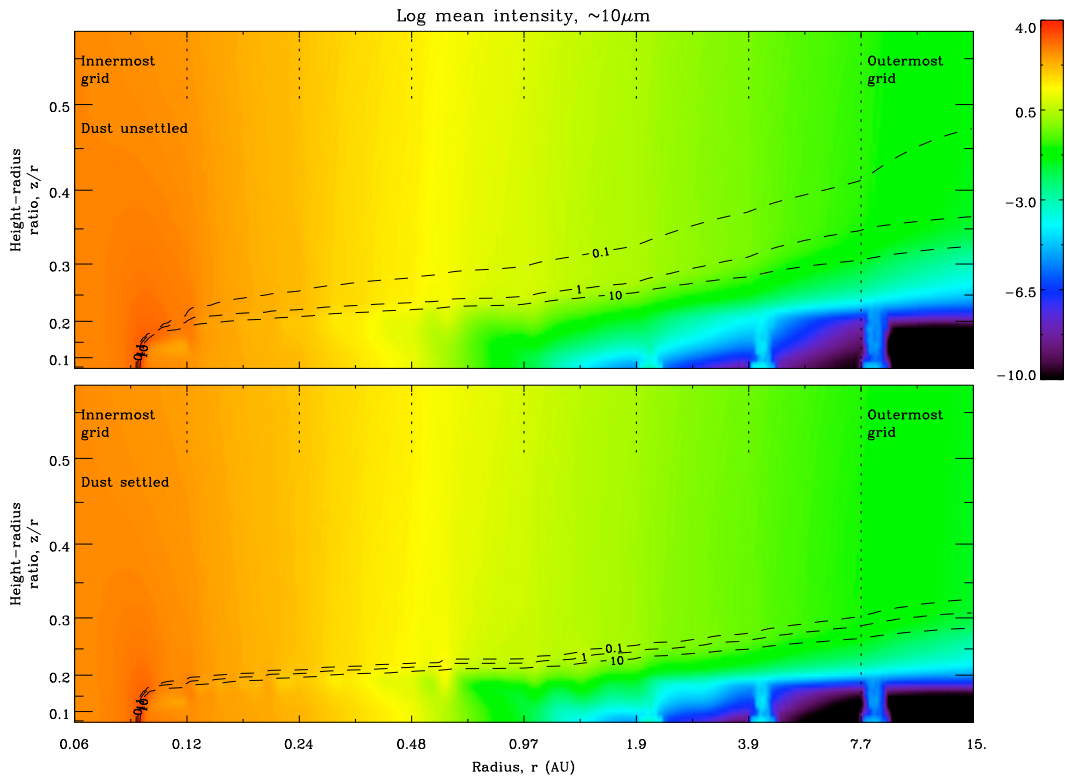 Log mean intensity, ~10μm
Innermost
grid
Outermost
grid
Dust unsettled
0.5
0.4
0.3
0.2
0.1
Height-radius
ratio, z/r
0.1
1
10
4.0
0.5
-3.0
-6.5
-10.0
Innermost
grid
Outermost
grid
Dust settled
0.5
0.4
0.3
0.2
0.1
Height-radius
ratio, z/r
0.1
1
10
0.06 0.12 0.24 0.48 0.97 1.9 3.9 7.7 15.
Radius, r (AU)